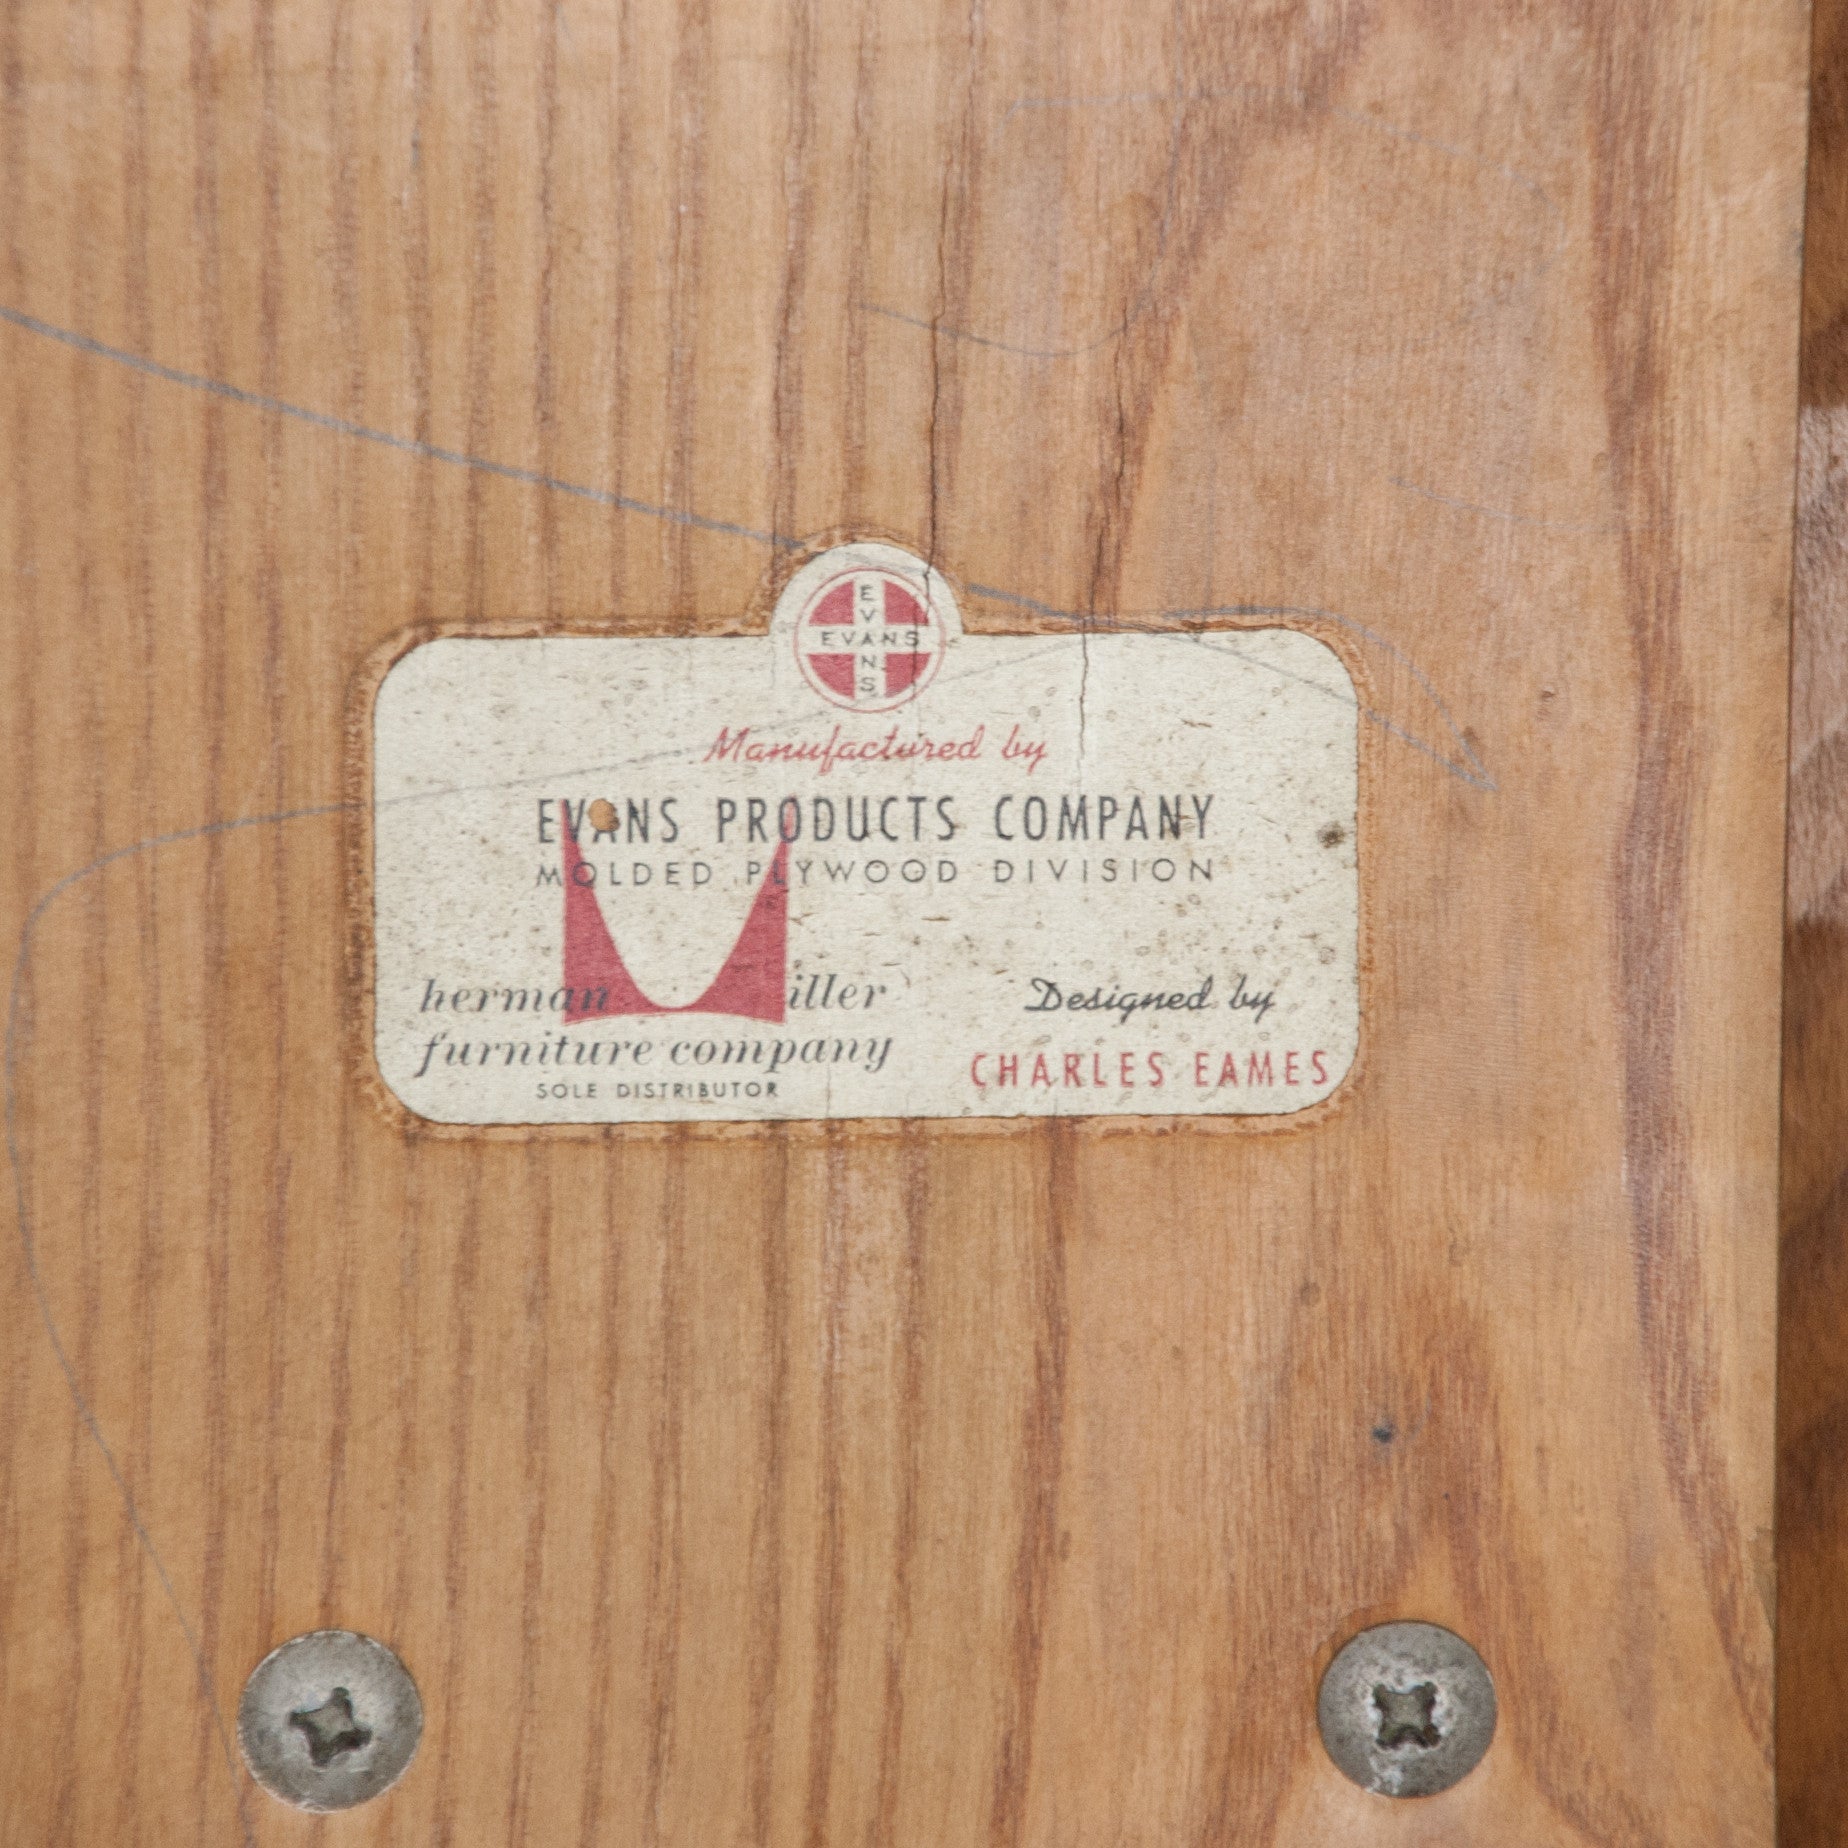 EVANS
EVANS
Manufactured by
EVANS PRODUCTS COMPANY
MOLDED PLYWOOD DIVISION
herman miller
furniture company
SOLE DISTRIBUTOR
Designed by
CHARLES EAMES